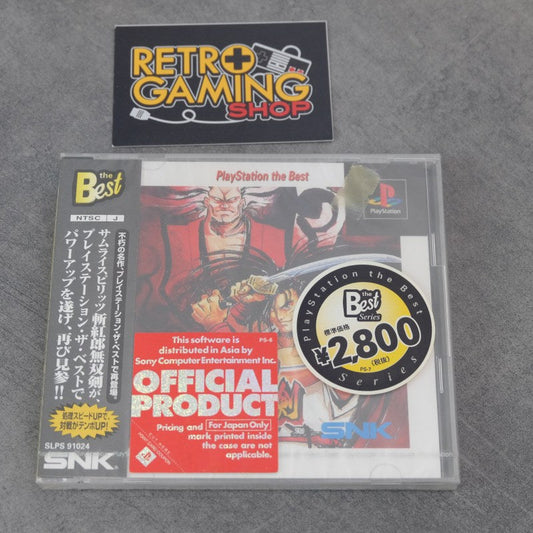 RETRO
GAMING
SHOP
the
Best
NTSC J
不朽の名作、プレイステーション・ザ・ベストで再登場。
サムライスピリッツ 斬紅郎無双剣が、
プレイステーション・ザ・ベストで
パワーアップを遂げ、再び見参!!
処理スピードUPで、
対戦がテンポUP!
SLPS 91024
SNK
PlayStation the Best
PlayStation
PlayStation the Best
the
Best
Series
標準価格
¥2,800
(税抜)
PS-7
Series
This software is PS-6
distributed in Asia by
Sony Computer Entertainment Inc.
OFFICIAL
PRODUCT
Pricing and For Japan Only
mark printed inside
the case are not
applicable.
SNK